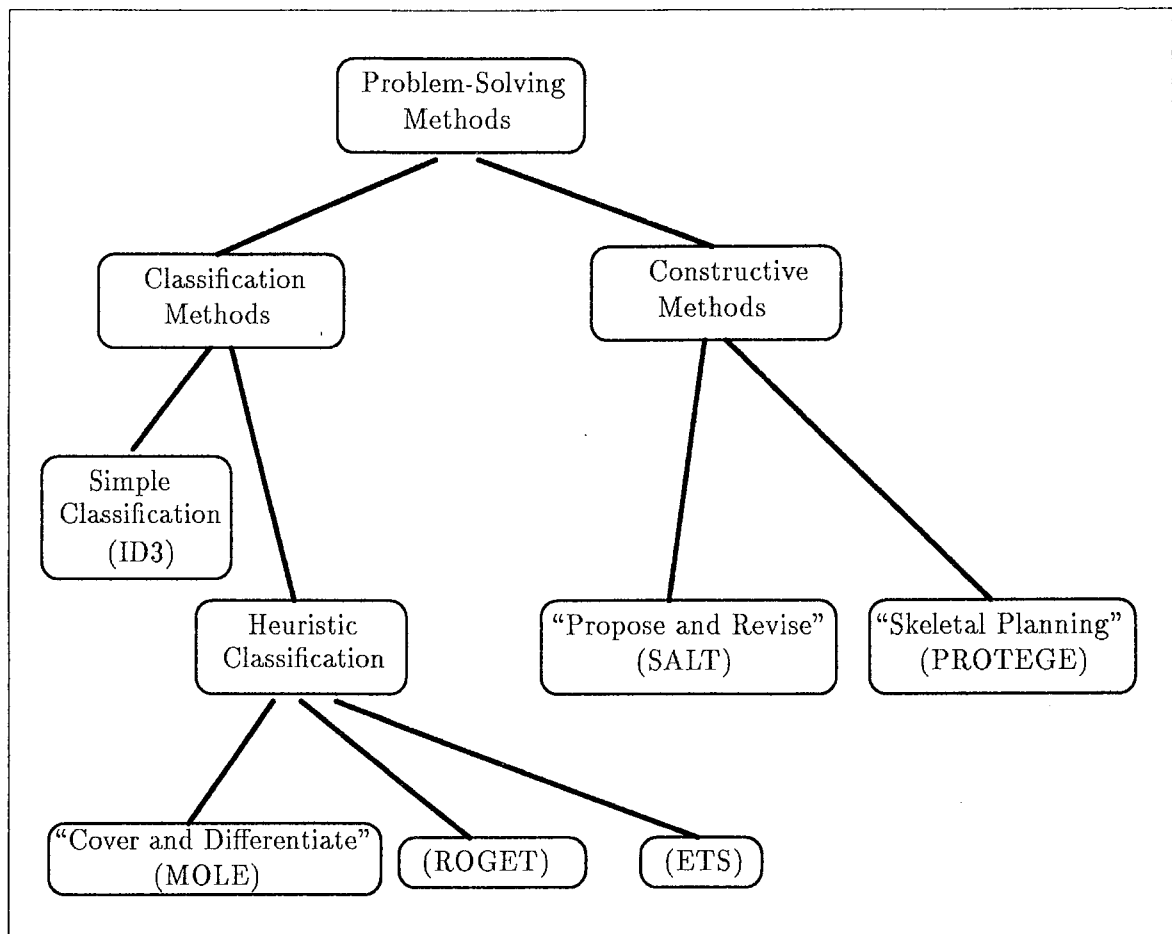 Problem-Solving
Methods
Classification
Methods
Constructive
Methods
Simple
Classification
(ID3)
Heuristic
Classification
“Propose and Revise”
(SALT)
“Skeletal Planning”
(PROTEGE)
“Cover and Differentiate”
(MOLE)
(ROGET)
(ETS)